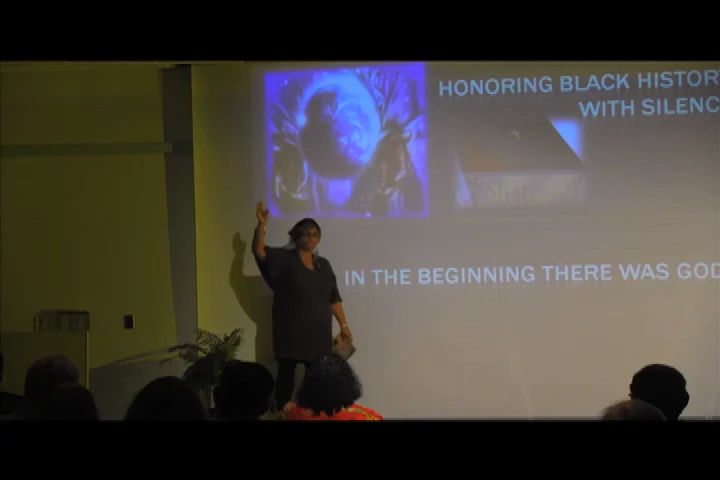 HONORING BLACK HISTOR
WITH SILENC
IN THE BEGINNING THERE WAS GOD